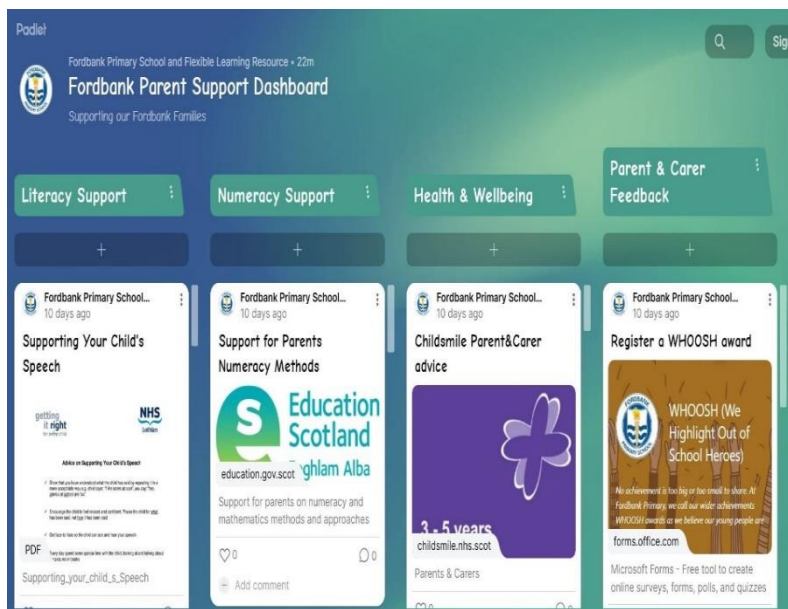 Padlet
Sig
Fordbank Primary School and Flexible Learning Resource • 22m
Fordbank Parent Support Dashboard
Supporting our Fordbank Families
Literacy Support
Numeracy Support
Health & Wellbeing
Parent & Carer
Feedback
Fordbank Primary School...
10 days ago
Supporting Your Child's
Speech
getting
it right
NHS
Lothian
Advice on Supporting Your Child's Speech
PDF
Supporting_your_child_s_Speech
Fordbank Primary School...
10 days ago
Support for Parents
Numeracy Methods
S
Education
Scotland
ghlam Alba
education.gov.scot
Support for parents on numeracy and
mathematics methods and approaches
0
0
Add comment
Fordbank Primary School...
10 days ago
Childsmile Parent&Carer
advice
3 - 5 years
childsmile.nhs.scot
Parents & Carers
Fordbank Primary School...
10 days ago
Register a WHOOSH award
FORDBANK
PRIMARY SCHOOL
WHOOSH (We
Highlight Out of
School Heroes)
No achievement is too big or too small to share. At
Fordbank Primary, we call our wider achievements
WHOOSH awards as we believe our young people are
forms.office.com
Microsoft Forms - Free tool to create
online surveys, forms, polls, and quizzes